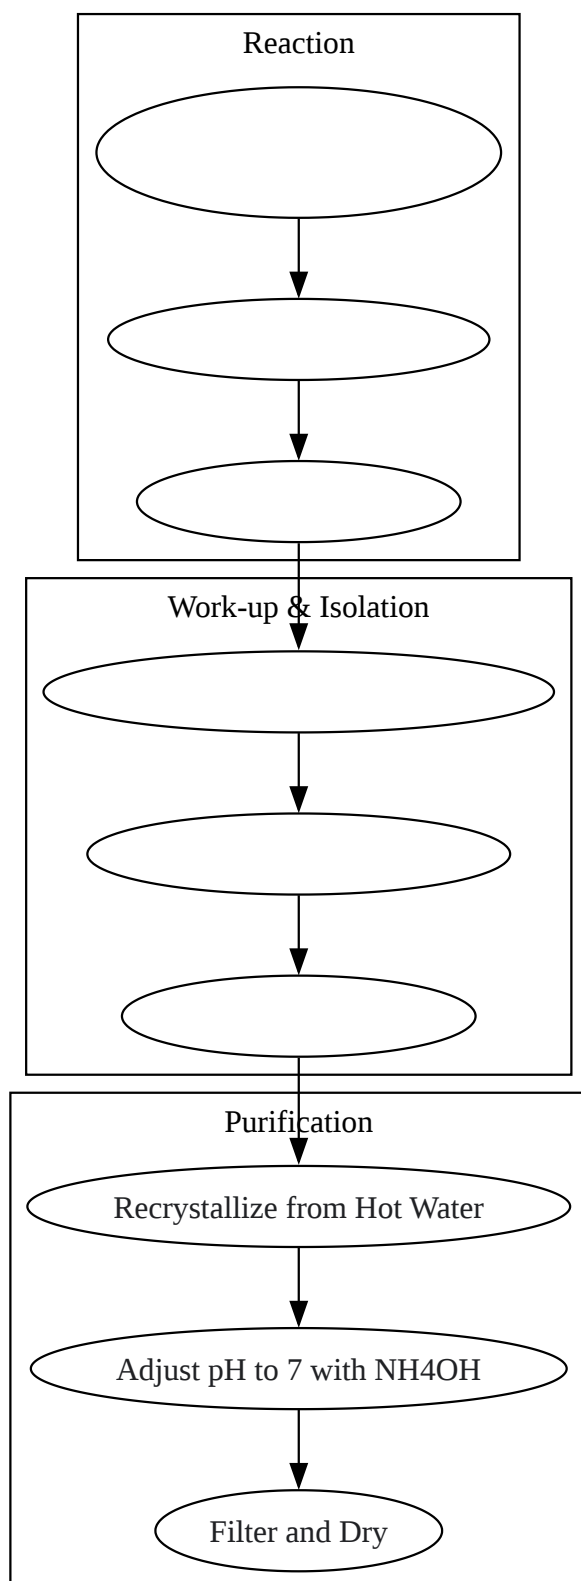 Reaction
Work-up & Isolation
Purification
Recrystallize from Hot Water
Adjust pH to 7 with NH4OH
Filter and Dry